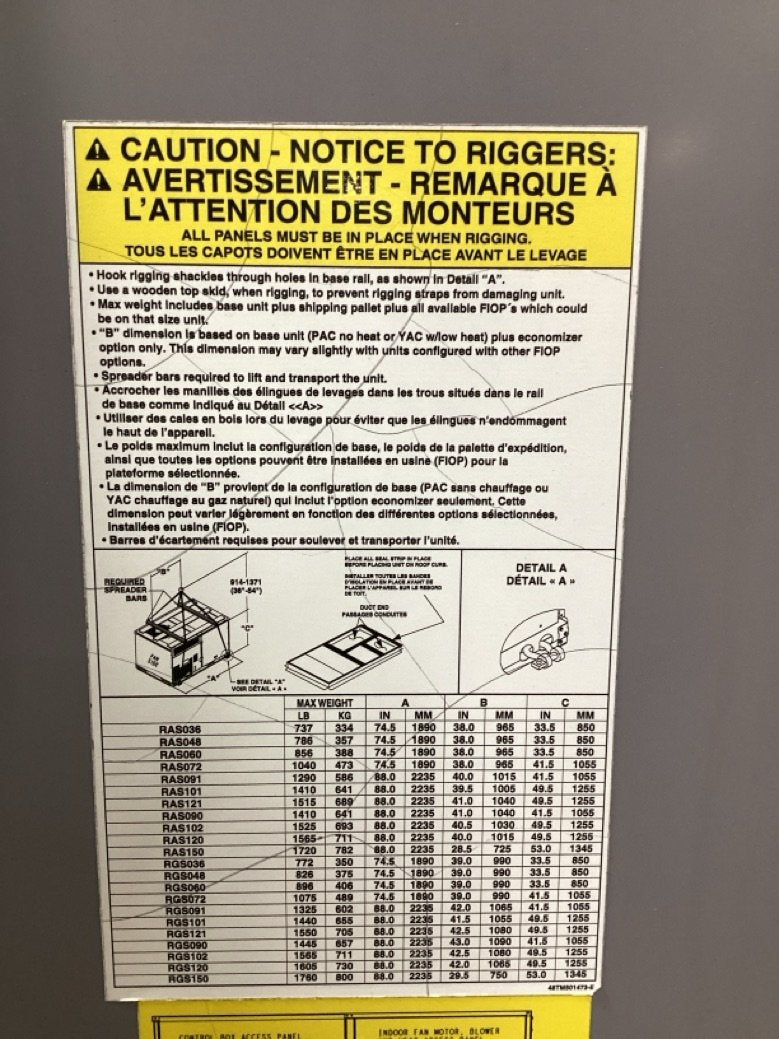 ⚠ CAUTION - NOTICE TO RIGGERS:
⚠ AVERTISSEMENT - REMARQUE À
L'ATTENTION DES MONTEURS
ALL PANELS MUST BE IN PLACE WHEN RIGGING.
TOUS LES CAPOTS DOIVENT ÊTRE EN PLACE AVANT LE LEVAGE
• Hook rigging shackles through holes in base rail, as shown in Detail "A".
• Use a wooden top skid, when rigging, to prevent rigging straps from damaging unit.
• Max weight includes base unit plus shipping pallet plus all available FIOP's which could
be on that size unit.
• "B" dimension is based on base unit (PAC no heat or YAC w/low heat) plus economizer
option only. This dimension may vary slightly with units configured with other FIOP
options.
• Spreader bars required to lift and transport the unit.
• Accrocher les manilles des élingues de levages dans les trous situés dans le rail
de base comme indiqué au Détail <<A>>
• Utiliser des cales en bois lors du levage pour éviter que les élingues n'endommagent
le haut de l'appareil.
• Le poids maximum inclut la configuration de base, le poids de la palette d'expédition,
ainsi que toutes les options pouvent être installées en usine (FIOP) pour la
plateforme sélectionnée.
• La dimension de "B" provient de la configuration de base (PAC sans chauffage ou
YAC chauffage au gaz naturel) qui inclut l'option economizer seulement. Cette
dimension peut varier légèrement en fonction des différentes options sélectionnées,
installées en usine (FIOP).
• Barres d'écartement requises pour soulever et transporter l'unité.
"B"
REQUIRED
SPREADER
BARS
914-1371
(36"-54")
"C"
"A"
SEE DETAIL "A"
VOIR DÉTAIL « A »
PLACE ALL SEAL STRIP IN PLACE
BEFORE PLACING UNIT ON ROOF CURB.
INSTALLER TOUTES LES BANDES
D'ISOLATION EN PLACE AVANT DE
PLACER L'APPAREIL SUR LE REBORD
DE TOIT.
DUCT END
PASSAGES CONDUITES
DETAIL A
DÉTAIL « A »
MAX WEIGHT A B C
LB KG IN MM IN MM IN MM
RAS036 737 334 74.5 1890 38.0 965 33.5 850
RAS048 786 357 74.5 1890 38.0 965 33.5 850
RAS060 856 388 74.5 1890 38.0 965 33.5 850
RAS072 1040 473 74.5 1890 38.0 965 41.5 1055
RAS091 1290 586 88.0 2235 40.0 1015 41.5 1055
RAS101 1410 641 88.0 2235 39.5 1005 49.5 1255
RAS121 1515 689 88.0 2235 41.0 1040 49.5 1255
RAS090 1410 641 88.0 2235 41.0 1040 41.5 1055
RAS102 1525 693 88.0 2235 40.5 1030 49.5 1255
RAS120 1565 711 88.0 2235 40.0 1015 49.5 1255
RAS150 1720 782 88.0 2235 28.5 725 53.0 1345
RGS036 772 350 74.5 1890 39.0 990 33.5 850
RGS048 826 375 74.5 1890 39.0 990 33.5 850
RGS060 896 406 74.5 1890 39.0 990 33.5 850
RGS072 1075 489 74.5 1890 39.0 990 41.5 1055
RGS091 1325 602 88.0 2235 42.0 1065 41.5 1055
RGS101 1440 655 88.0 2235 41.5 1055 49.5 1255
RGS121 1550 705 88.0 2235 42.5 1080 49.5 1255
RGS090 1445 657 88.0 2235 43.0 1090 41.5 1055
RGS102 1565 711 88.0 2235 42.5 1080 49.5 1255
RGS120 1605 730 88.0 2235 42.0 1065 49.5 1255
RGS150 1760 800 88.0 2235 29.5 750 53.0 1345
CONTROL BOX ACCESS PANEL
INDOOR FAN MOTOR, BLOWER